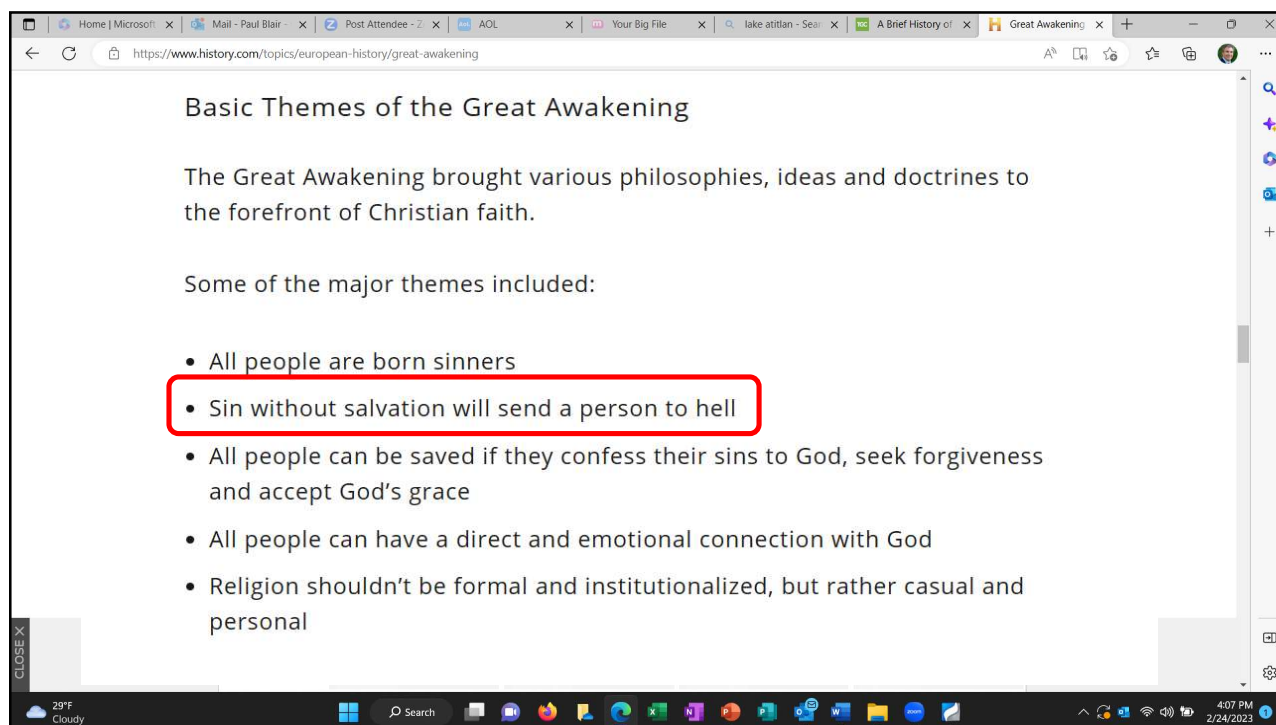 Home | Microsoft
Mail - Paul Blair -
Post Attendee - Z
AOL
Your Big File
lake atitlan - Sear
A Brief History of
Great Awakening
https://www.history.com/topics/european-history/great-awakening
Basic Themes of the Great Awakening
The Great Awakening brought various philosophies, ideas and doctrines to
the forefront of Christian faith.
Some of the major themes included:
• All people are born sinners
• Sin without salvation will send a person to hell
• All people can be saved if they confess their sins to God, seek forgiveness
and accept God's grace
• All people can have a direct and emotional connection with God
• Religion shouldn't be formal and institutionalized, but rather casual and
personal
CLOSE X
29°F
Cloudy
Search
4:07 PM
2/24/2023
1